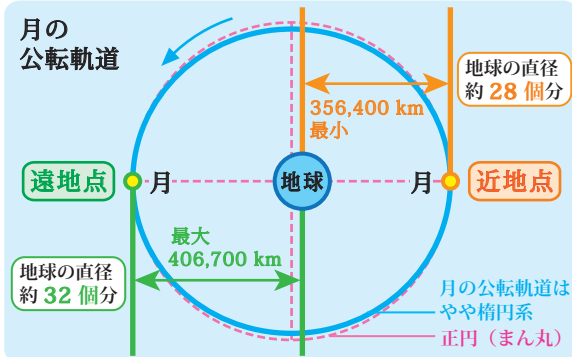 月の
公転軌道
地球の直径
約 28 個分
356,400 km
最小
遠地点
月
地球
月
近地点
最大
406,700 km
地球の直径
約 32 個分
月の公転軌道は
やや楕円系
正円（まん丸）